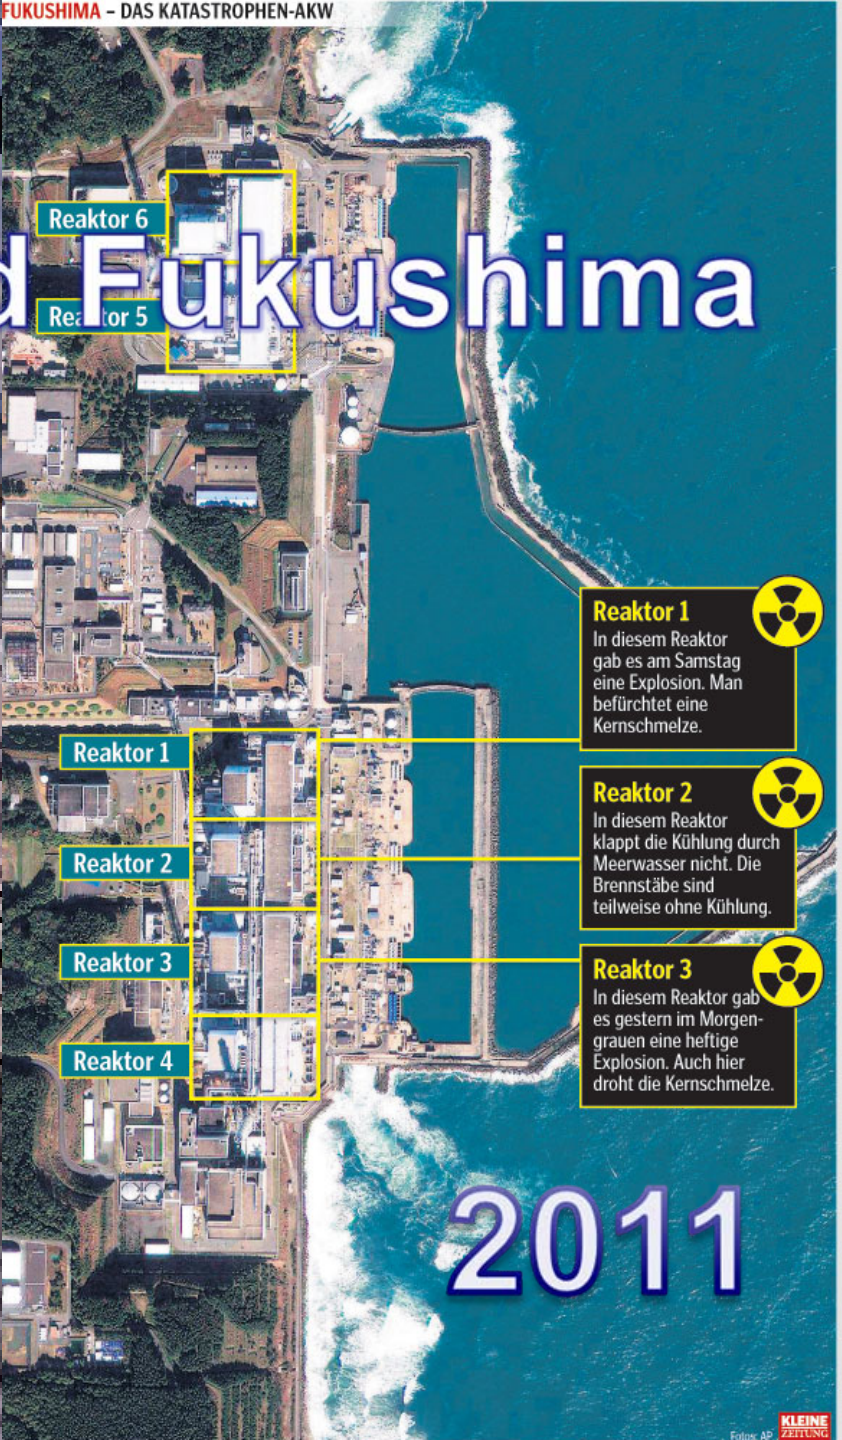 FUKUSHIMA – DAS KATASTROPHEN-AKW
Reaktor 6
d Fukushima
Reaktor 5
Reaktor 1
In diesem Reaktor
gab es am Samstag
eine Explosion. Man
befürchtet eine
Kernschmelze.
Reaktor 1
Reaktor 2
In diesem Reaktor
klappt die Kühlung durch
Meerwasser nicht. Die
Brennstäbe sind
teilweise ohne Kühlung.
Reaktor 2
Reaktor 3
In diesem Reaktor gab
es gestern im Morgen-
grauen eine heftige
Explosion. Auch hier
droht die Kernschmelze.
Reaktor 3
Reaktor 4
2011
Fotos: AP
KLEINE
ZEITUNG